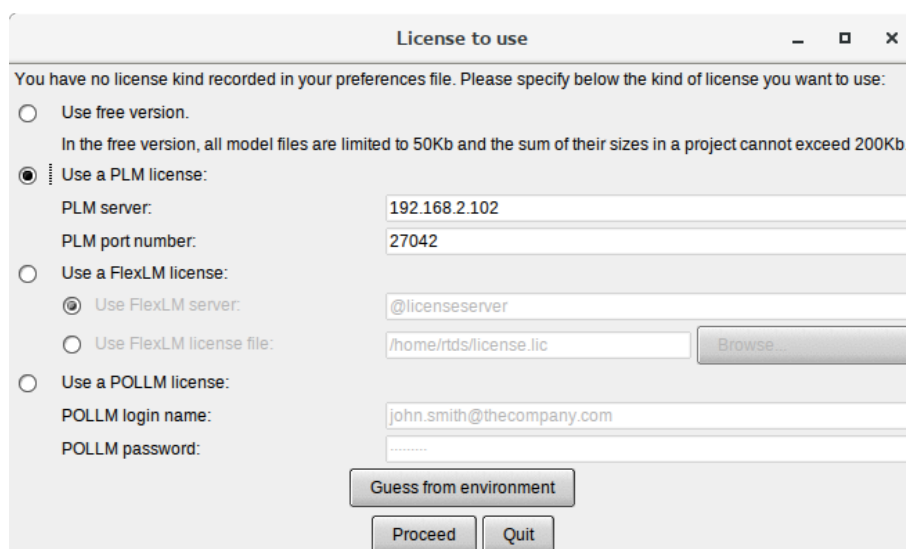 License to use
You have no license kind recorded in your preferences file. Please specify below the kind of license you want to use:
Use free version.
In the free version, all model files are limited to 50Kb and the sum of their sizes in a project cannot exceed 200Kb
Use a PLM license:
PLM server: 192.168.2.102
PLM port number: 27042
Use a FlexLM license:
Use FlexLM server: @licenseserver
Use FlexLM license file: /home/rtds/license.lic Browse...
Use a POLLM license:
POLLM login name: john.smith@thecompany.com
POLLM password:
Guess from environment
Proceed Quit